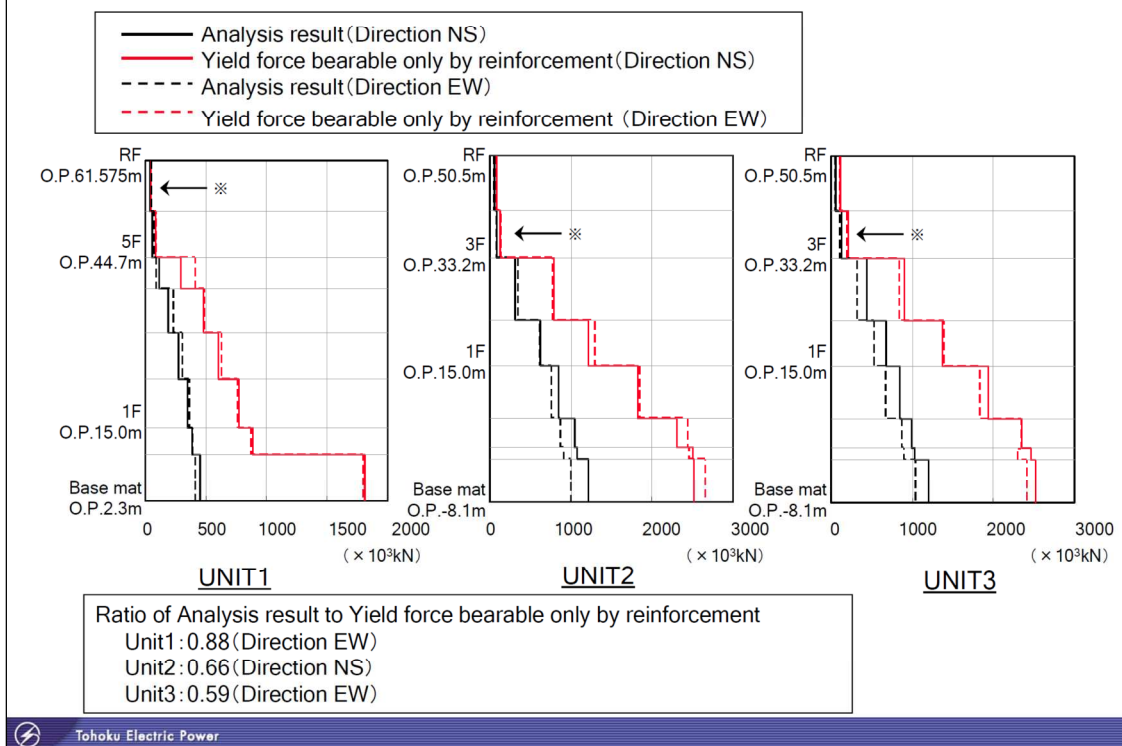 Analysis result(Direction NS)
Yield force bearable only by reinforcement(Direction NS)
Analysis result(Direction EW)
Yield force bearable only by reinforcement (Direction EW)
RF
O.P.61.575m
※
5F
O.P.44.7m
1F
O.P.15.0m
Base mat
O.P.2.3m
0 500 1000 1500 2000
(×10³kN)
UNIT1
RF
O.P.50.5m
※
3F
O.P.33.2m
1F
O.P.15.0m
Base mat
O.P.-8.1m
0 1000 2000 3000
(×10³kN)
UNIT2
RF
O.P.50.5m
※
3F
O.P.33.2m
1F
O.P.15.0m
Base mat
O.P.-8.1m
0 1000 2000 3000
(×10³kN)
UNIT3
Ratio of Analysis result to Yield force bearable only by reinforcement
Unit1:0.88(Direction EW)
Unit2:0.66(Direction NS)
Unit3:0.59(Direction EW)
Tohoku Electric Power